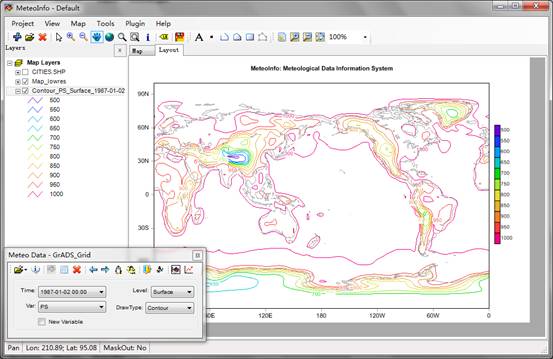 MeteoInfo - Default
Project View Map Tools Plugin Help
100%
Layers
Map Layout
Map Layers
CITIES.SHP
Map_lowres
Contour_PS_Surface_1987-01-02
500
550
600
650
700
750
800
850
900
950
1000
MeteoInfo: Meteological Data Information System
90N
60N
30N
0
30S
60E
120E
180
120W
60W
0
500
550
600
650
700
750
800
850
900
950
1000
Meteo Data - GrADS_Grid
Time: 1987-01-02 00:00
Level: Surface
Var: PS
DrawType: Contour
New Variable
Pan Lon: 210.89; Lat: 95.08 MaskOut: No